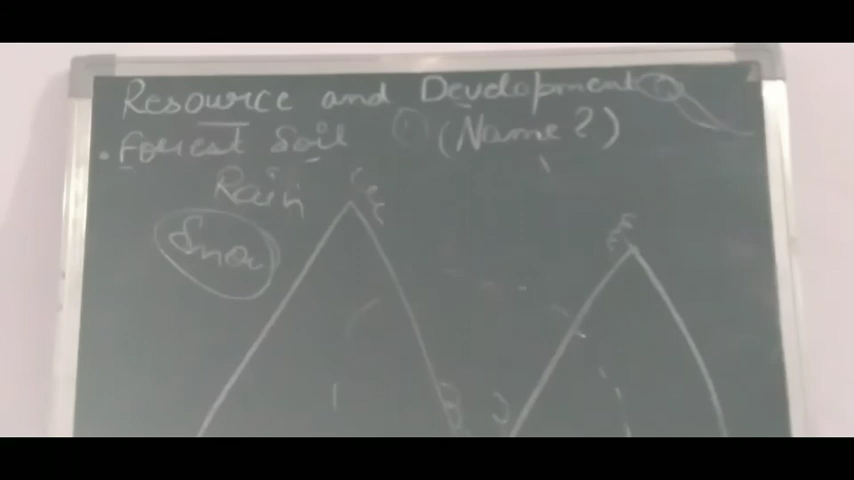 Resource and Development
. Forest Soil (Name?)
Rain
Snow